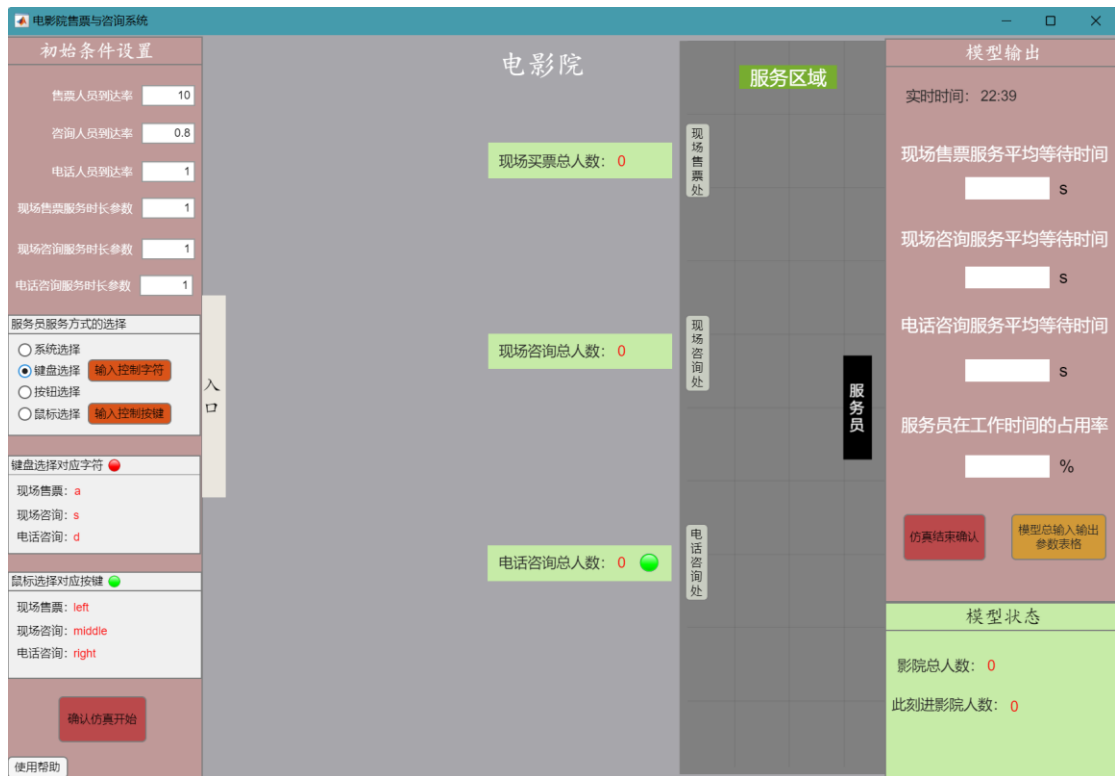 电影院售票与咨询系统
初始条件设置
售票人员到达率 10
咨询人员到达率 0.8
电话人员到达率 1
现场售票服务时长参数 1
现场咨询服务时长参数 1
电话咨询服务时长参数 1
服务员服务方式的选择
系统选择
键盘选择 输入控制字符
按钮选择
鼠标选择 输入控制按键
键盘选择对应字符
现场售票：a
现场咨询：s
电话咨询：d
鼠标选择对应按键
现场售票：left
现场咨询：middle
电话咨询：right
确认仿真开始
使用帮助
入口
电影院
现场买票总人数： 0
现场咨询总人数： 0
电话咨询总人数： 0
服务区域
现场售票处
现场咨询处
电话咨询处
服务员
模型输出
实时时间： 22:39
现场售票服务平均等待时间
s
现场咨询服务平均等待时间
s
电话咨询服务平均等待时间
s
服务员在工作时间的占用率
%
仿真结束确认
模型总输入输出
参数表格
模型状态
影院总人数： 0
此刻进影院人数： 0